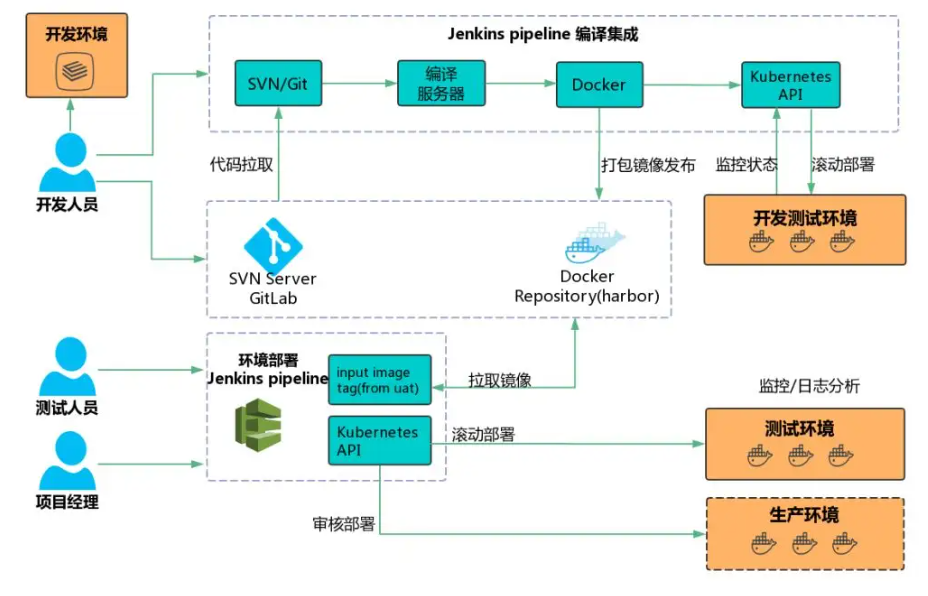 开发环境
Jenkins pipeline 编译集成
SVN/Git
编译
服务器
Docker
Kubernetes
API
开发人员
代码拉取
打包镜像发布
监控状态
滚动部署
开发测试环境
SVN Server
GitLab
Docker
Repository(harbor)
环境部署
Jenkins pipeline
input image
tag(from uat)
拉取镜像
测试人员
Kubernetes
API
滚动部署
监控/日志分析
测试环境
项目经理
审核部署
生产环境